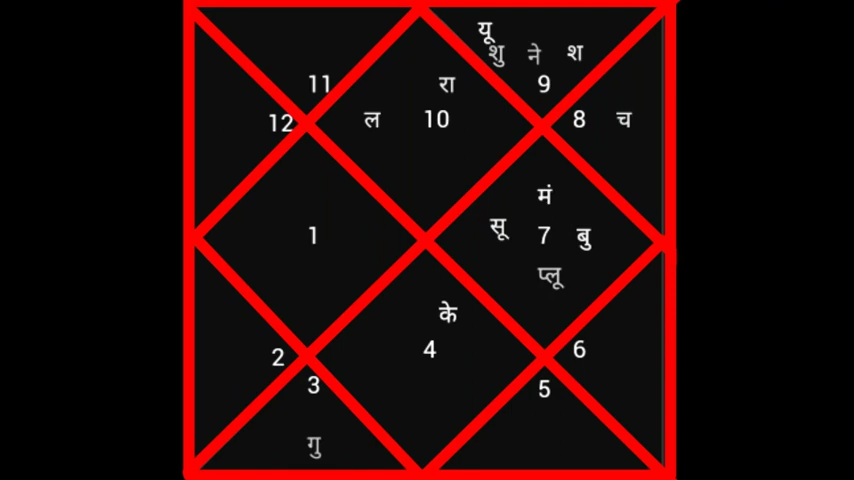 यू
शु ने श
11 रा 9
12 ल 10 8 च
मं
सू 7 बु
1
प्लू
के
4
2 6
3 5
गु